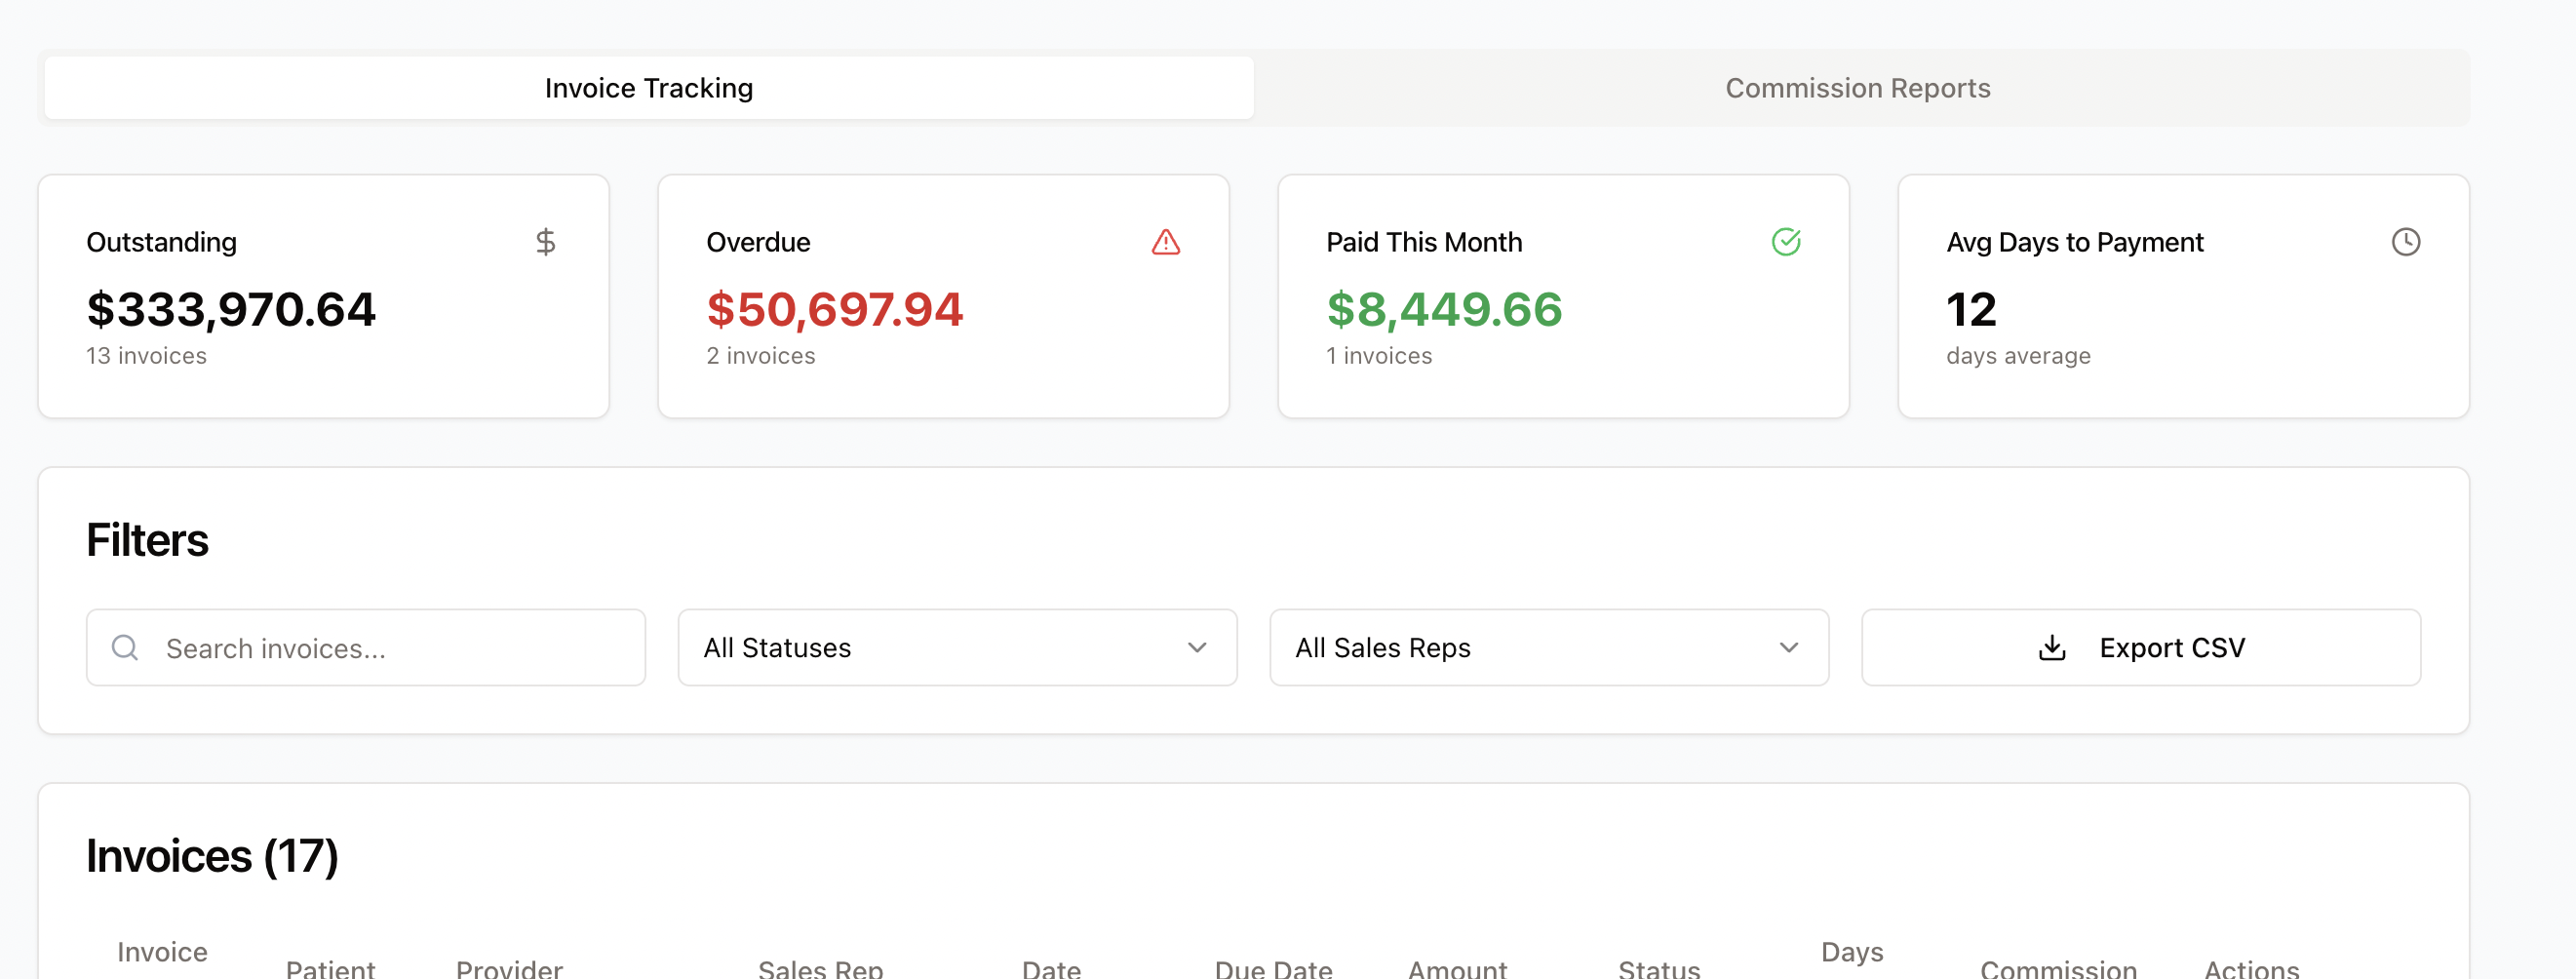 Invoice Tracking
Commission Reports
Outstanding
$333,970.64
13 invoices
Overdue
$50,697.94
2 invoices
Paid This Month
$8,449.66
1 invoices
Avg Days to Payment
12
days average
Filters
Search invoices...
All Statuses
All Sales Reps
Export CSV
Invoices (17)
Invoice
Patient
Provider
Sales Rep
Date
Due Date
Amount
Status
Days
Commission
Actions